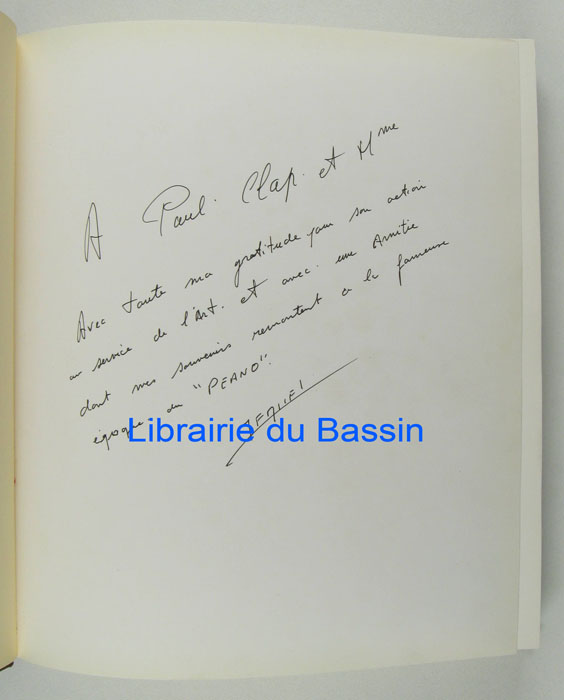 A Paul. Clap. et Mme
Avec toute ma gratitude pour son action
au service de l'Art. et avec. une Amitie
dont mes souvenirs remontent à la fameuse
époque du "PEANO".
Librairie du Bassin